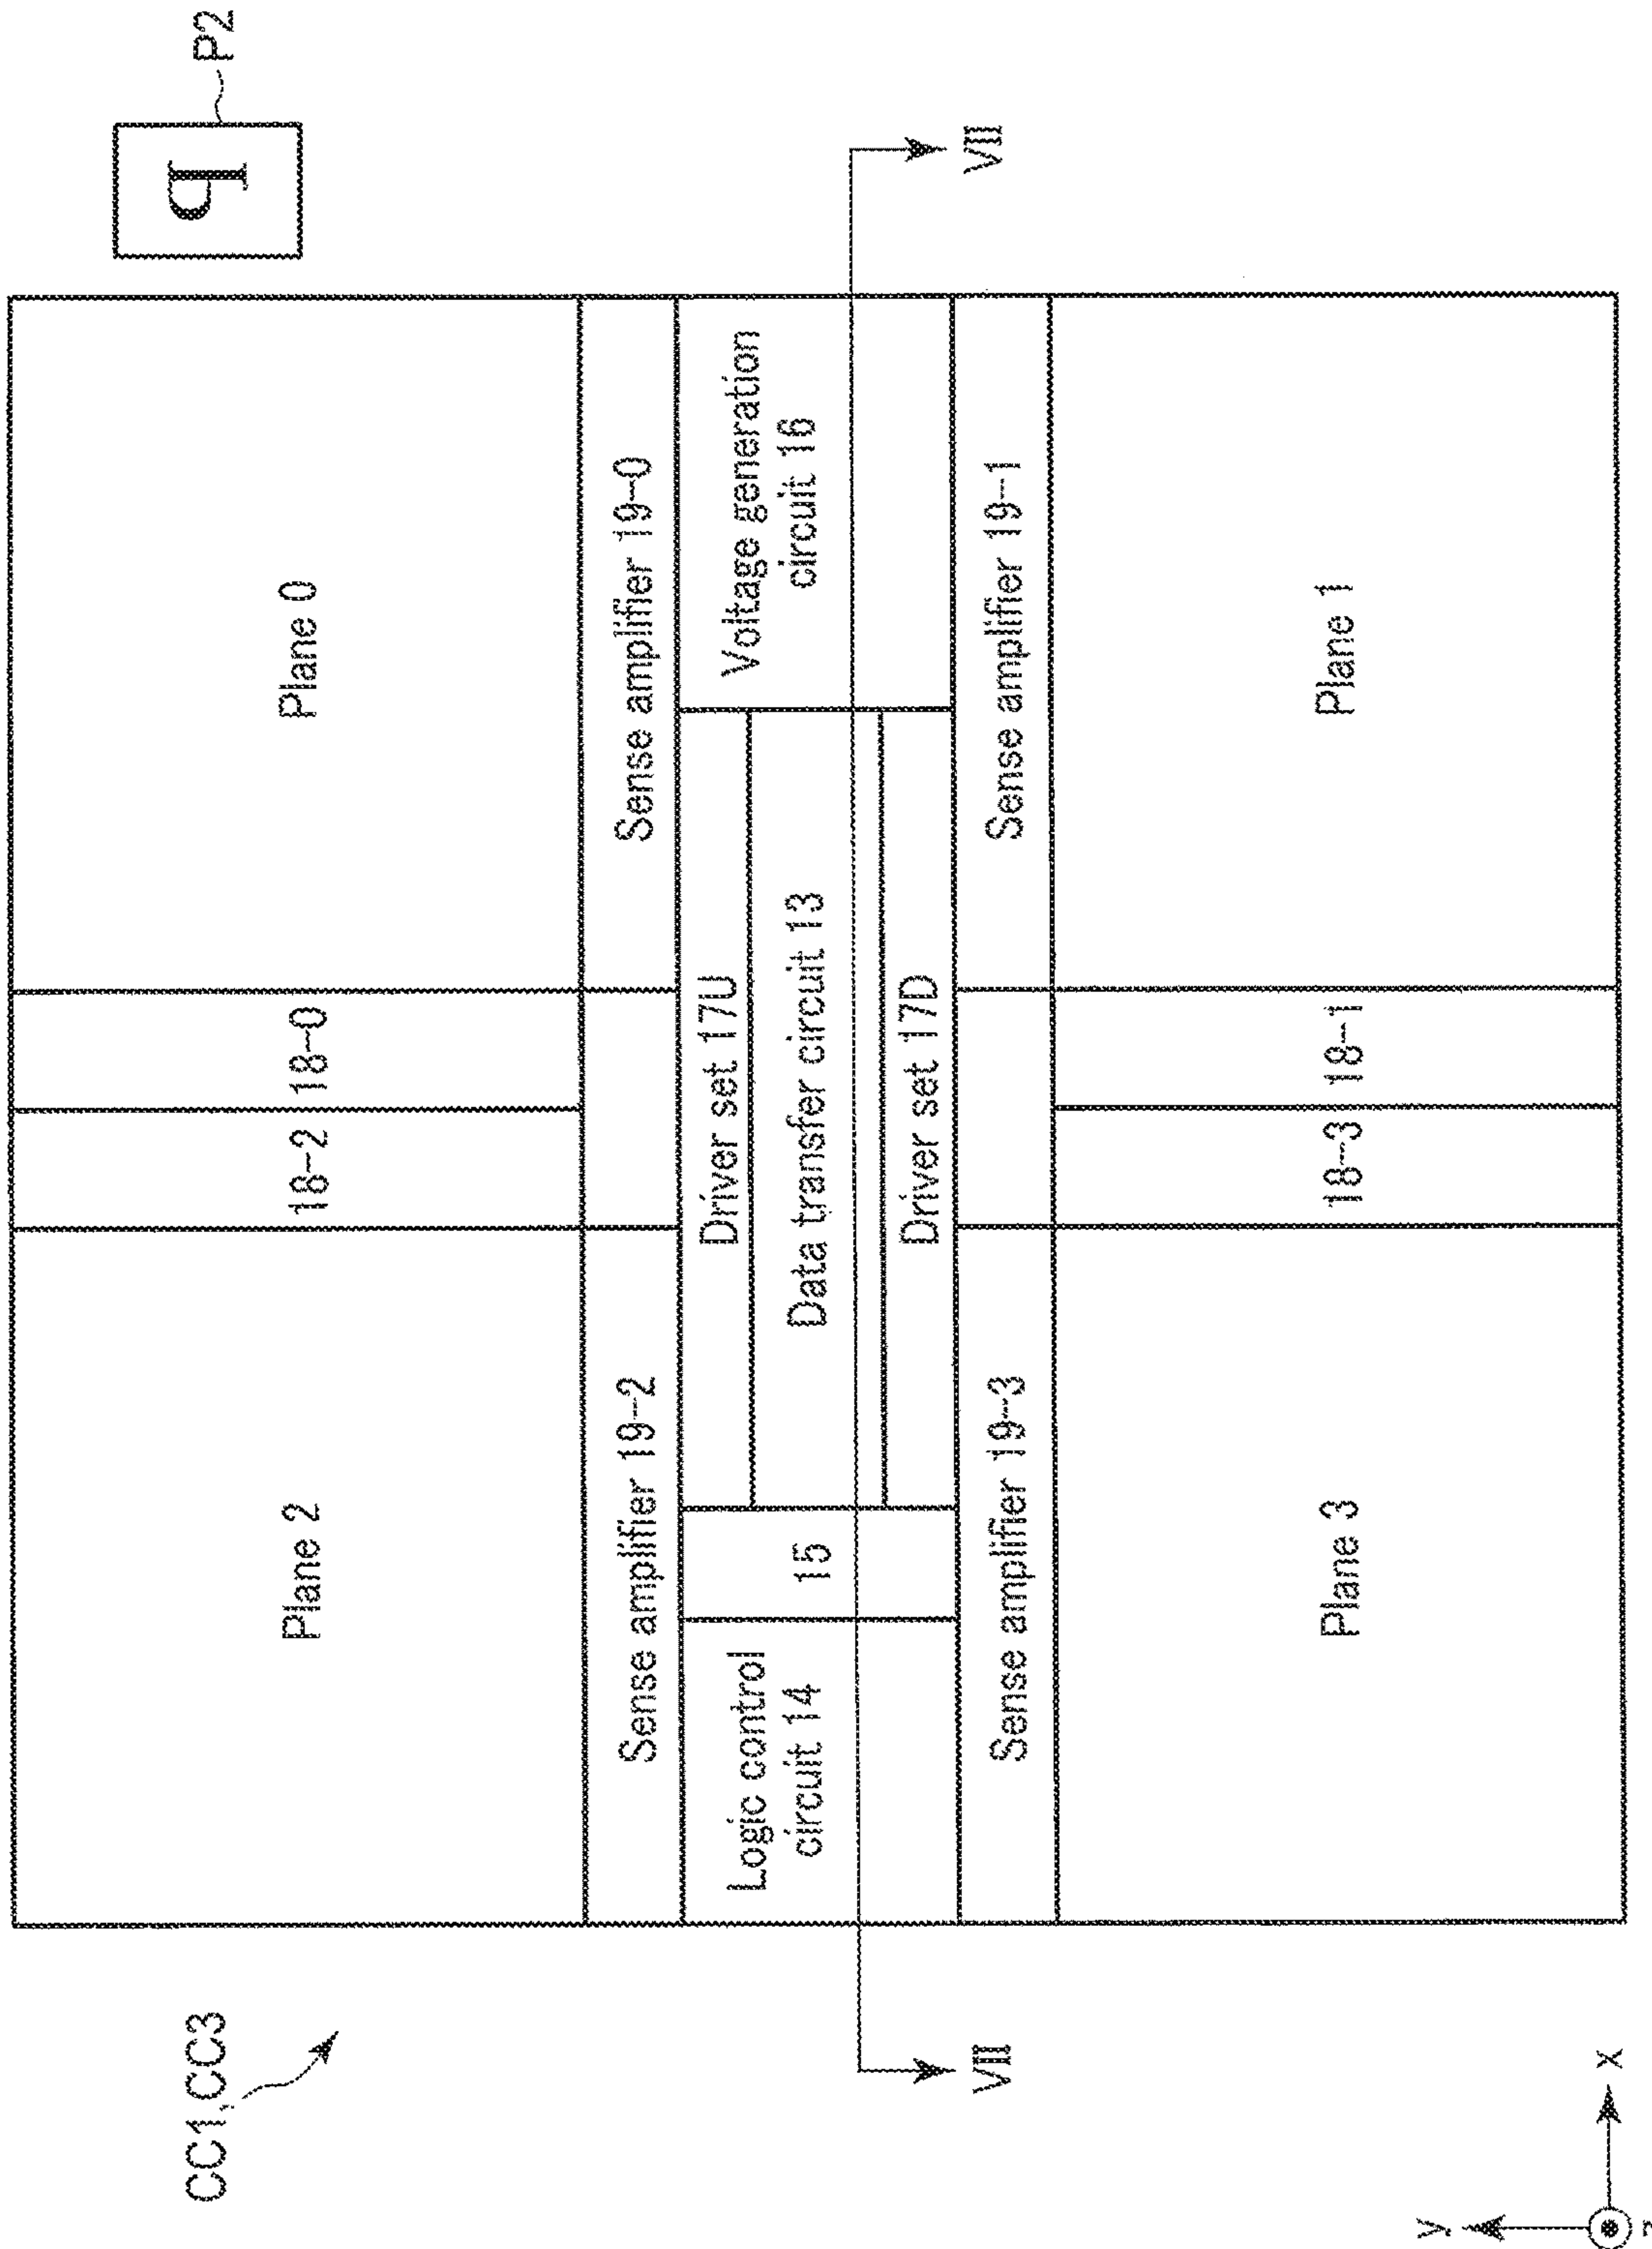 CC1,CC3
P2
P
Plane 2
18-2
18-0
Plane 0
Sense amplifier 19-2
Sense amplifier 19-0
Logic control
circuit 14
15
Driver set 17U
Data transfer circuit 13
Driver set 17D
Voltage generation
circuit 16
VII
VII
Sense amplifier 19-3
Sense amplifier 19-1
Plane 3
18-3
18-1
Plane 1
y
x